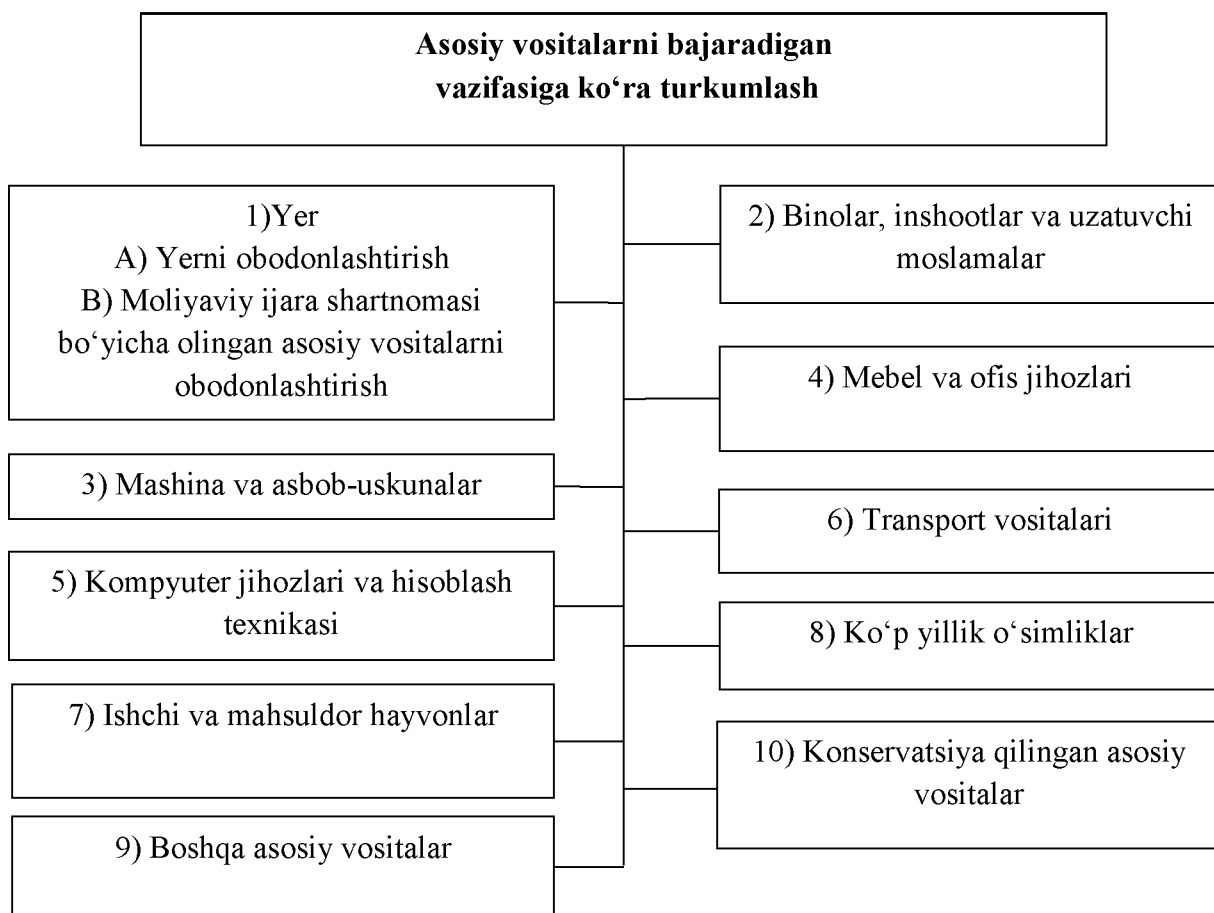 Asosiy vositalarni bajaradigan
vazifasiga ko‘ra turkumlash
1)Yer
A) Yerni obodonlashtirish
B) Moliyaviy ijara shartnomasi
bo‘yicha olingan asosiy vositalarni
obodonlashtirish
2) Binolar, inshootlar va uzatuvchi
moslamalar
3) Mashina va asbob-uskunalar
4) Mebel va ofis jihozlari
5) Kompyuter jihozlari va hisoblash
texnikasi
6) Transport vositalari
7) Ishchi va mahsuldor hayvonlar
8) Ko‘p yillik o‘simliklar
9) Boshqa asosiy vositalar
10) Konservatsiya qilingan asosiy
vositalar